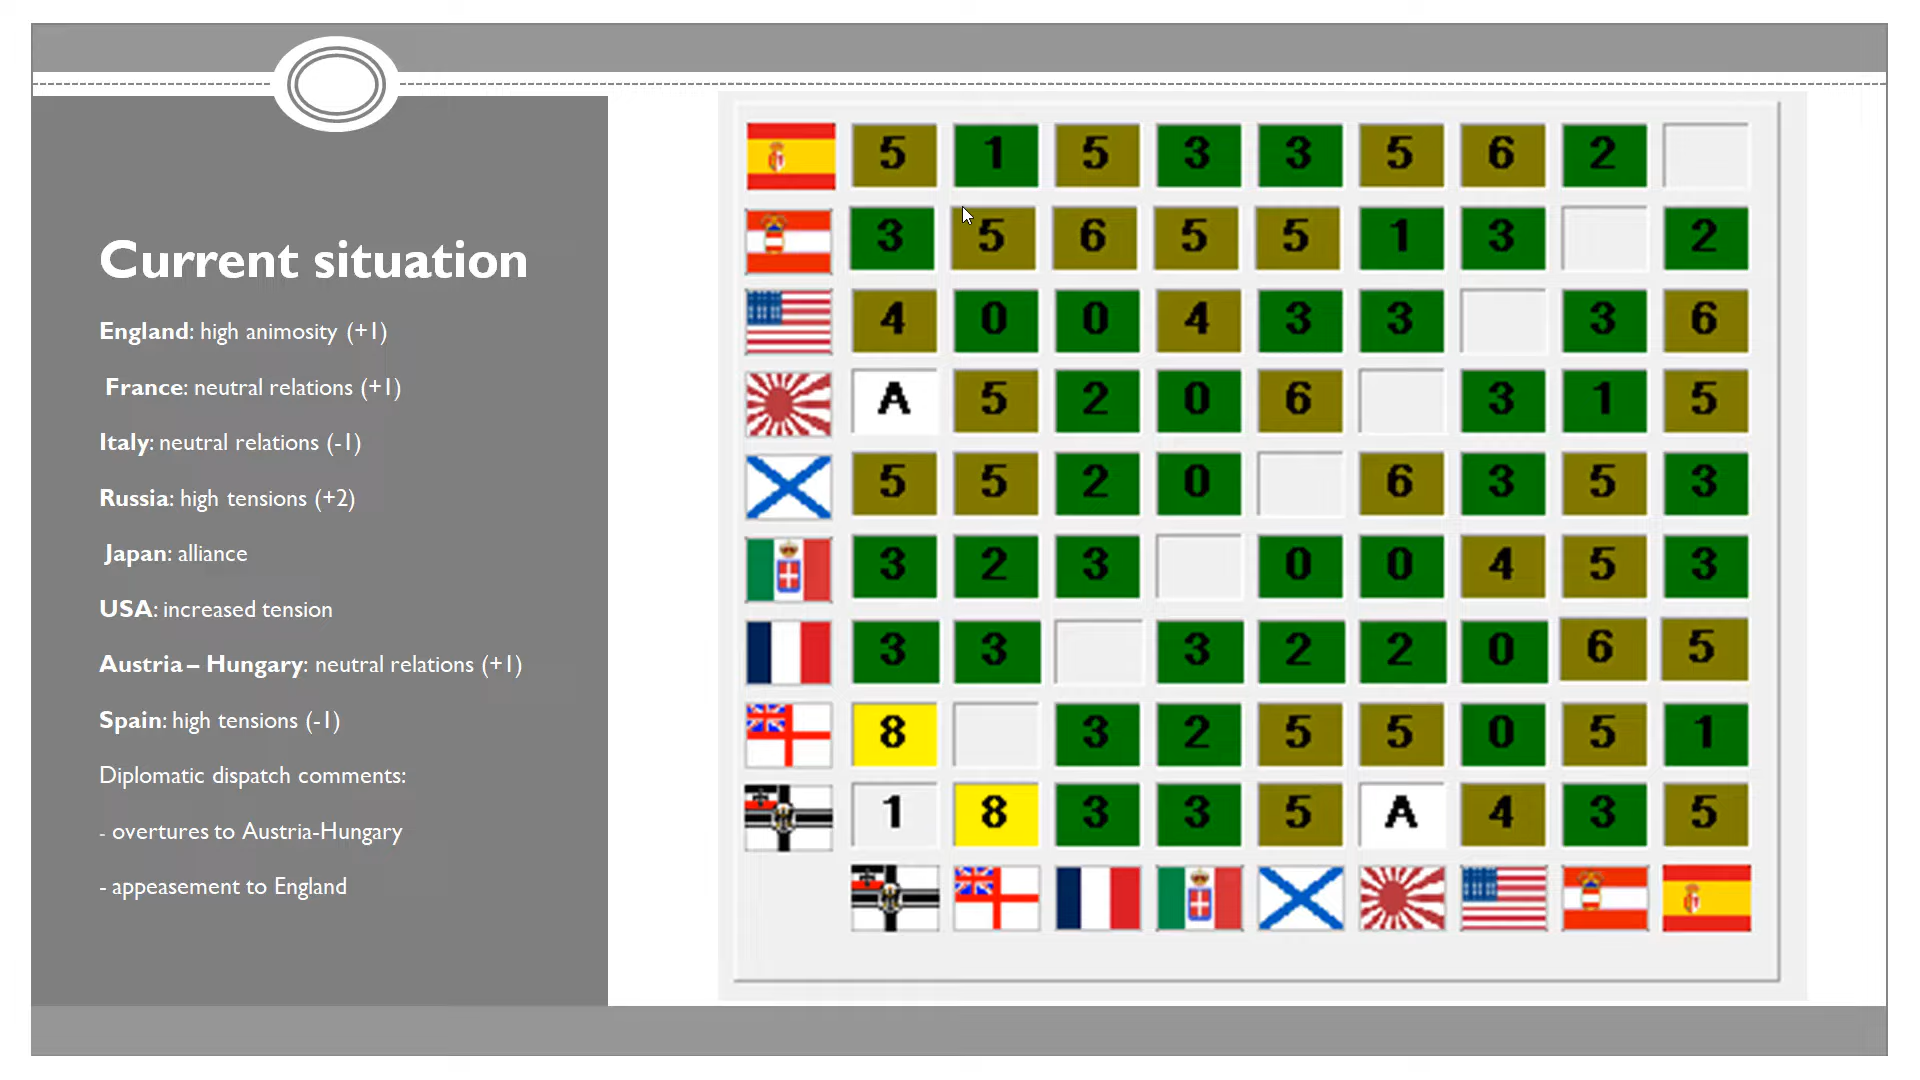 Current situation
England: high animosity (+1)
France: neutral relations (+1)
Italy: neutral relations (-1)
Russia: high tensions (+2)
Japan: alliance
USA: increased tension
Austria – Hungary: neutral relations (+1)
Spain: high tensions (-1)
Diplomatic dispatch comments:
- overtures to Austria-Hungary
- appeasement to England
5 1 5 3 3 5 6 2
3 5 6 5 5 1 3 2
4 0 0 4 3 3 3 6
A 5 2 0 6 3 1 5
5 5 2 0 6 3 5 3
3 2 3 0 0 4 5 3
3 3 3 2 2 0 6 5
8 3 2 5 5 0 5 1
1 8 3 3 5 A 4 3 5